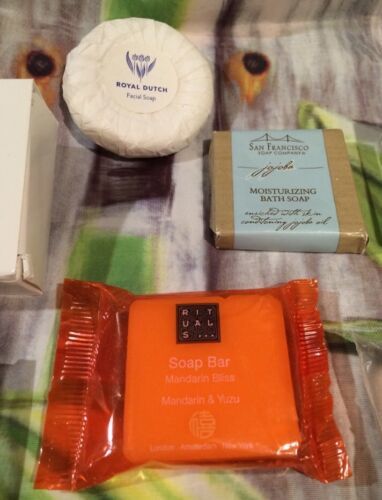 ROYAL DUTCH
Facial Soap
SAN FRANCISCO
SOAP COMPANY
jojoba
MOISTURIZING
BATH SOAP
enriched with skin
conditioning jojoba oil
RIT
UAL
S...
Soap Bar
Mandarin Bliss
Mandarin & Yuzu
London · Amsterdam · New York